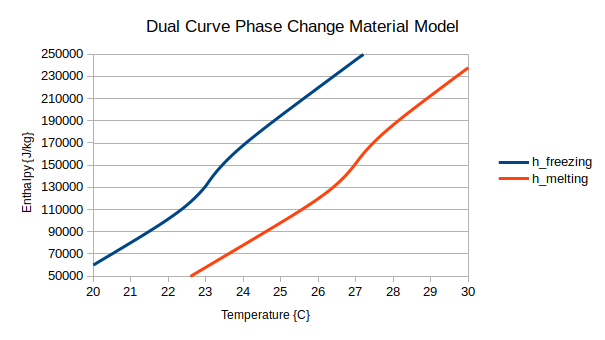 Dual Curve Phase Change Material Model
250000
230000
210000
190000
170000
150000
130000
110000
90000
70000
50000
Enthalpy {J/kg}
20 21 22 23 24 25 26 27 28 29 30
Temperature {C}
h_freezing
h_melting